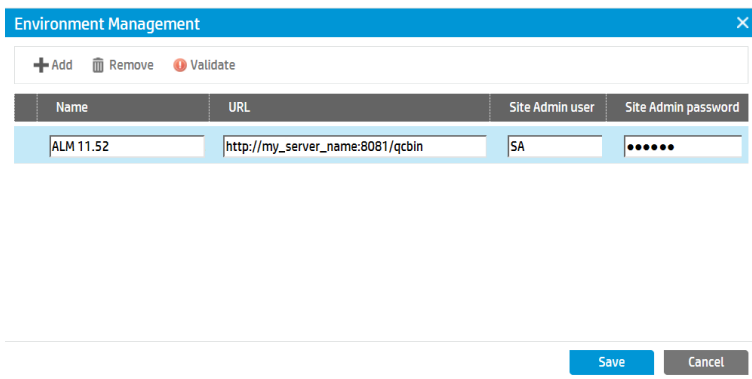 Environment Management
Add Remove Validate
Name URL Site Admin user Site Admin password
ALM 11.52 http://my_server_name:8081/qcbin SA ●●●●●●
Save Cancel